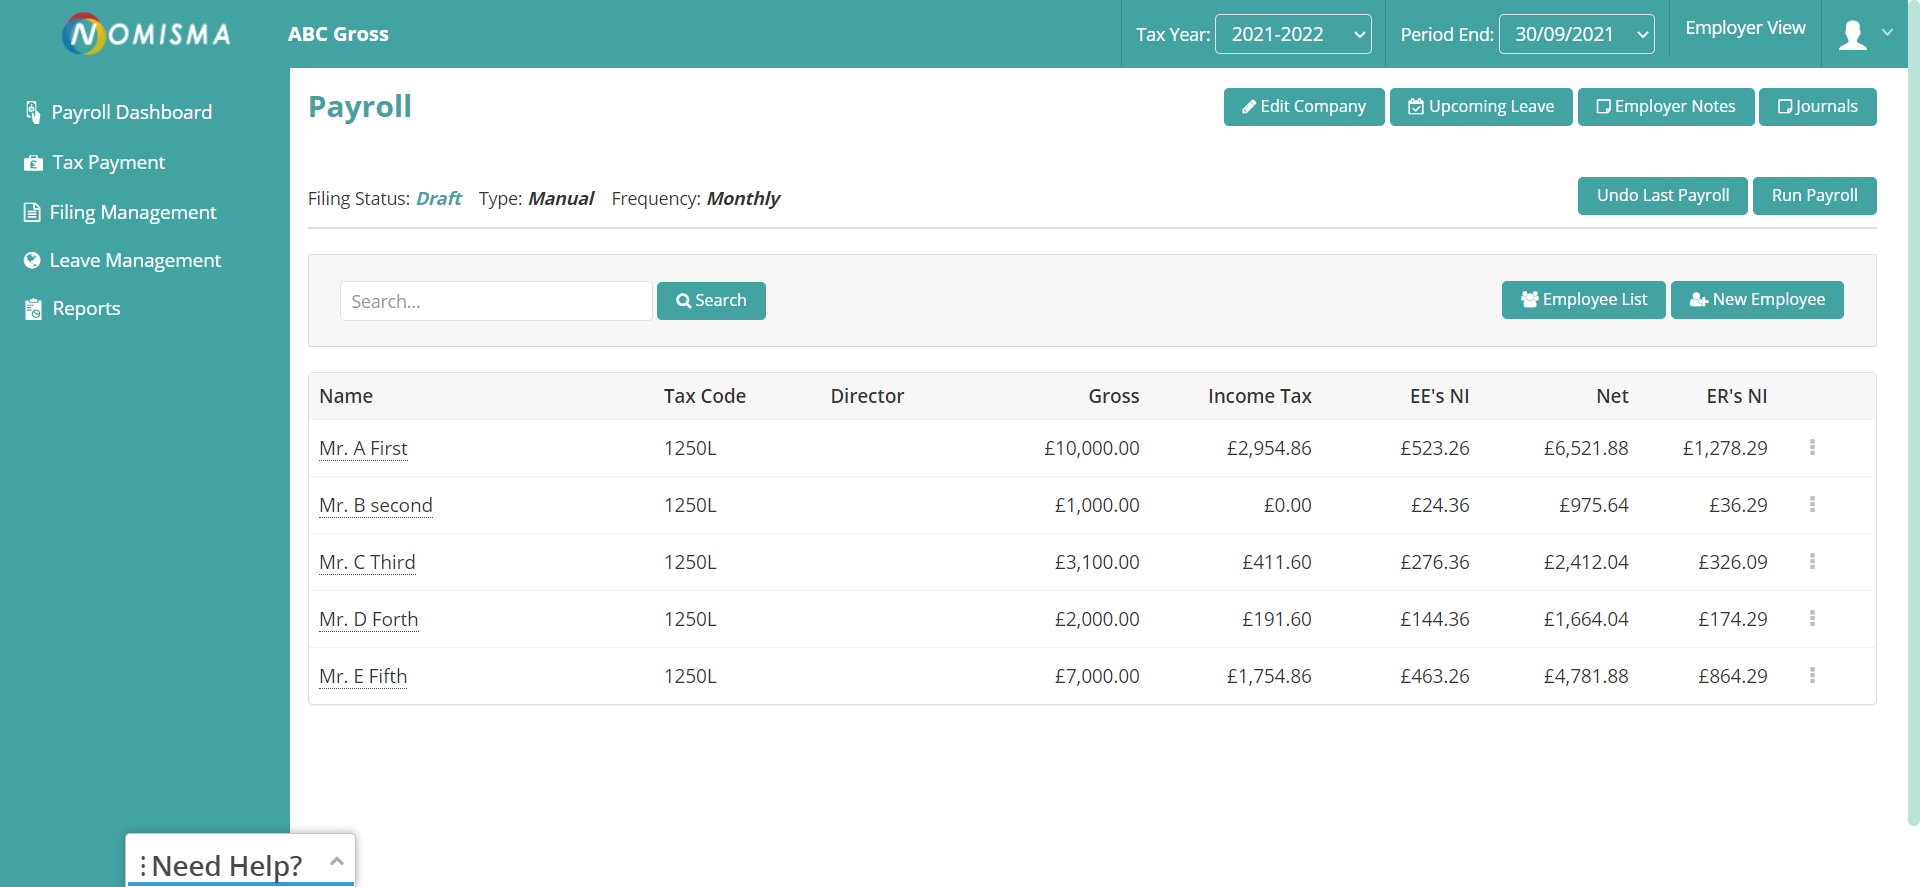 NOMISMA
ABC Gross
Tax Year: 2021-2022
Period End: 30/09/2021
Employer View
Payroll Dashboard
Tax Payment
Filing Management
Leave Management
Reports
Payroll
Edit Company Upcoming Leave Employer Notes Journals
Filing Status: Draft Type: Manual Frequency: Monthly
Undo Last Payroll Run Payroll
Search... Search
Employee List New Employee
Name Tax Code Director Gross Income Tax EE's NI Net ER's NI
Mr. A First 1250L £10,000.00 £2,954.86 £523.26 £6,521.88 £1,278.29
Mr. B second 1250L £1,000.00 £0.00 £24.36 £975.64 £36.29
Mr. C Third 1250L £3,100.00 £411.60 £276.36 £2,412.04 £326.09
Mr. D Forth 1250L £2,000.00 £191.60 £144.36 £1,664.04 £174.29
Mr. E Fifth 1250L £7,000.00 £1,754.86 £463.26 £4,781.88 £864.29
Need Help?